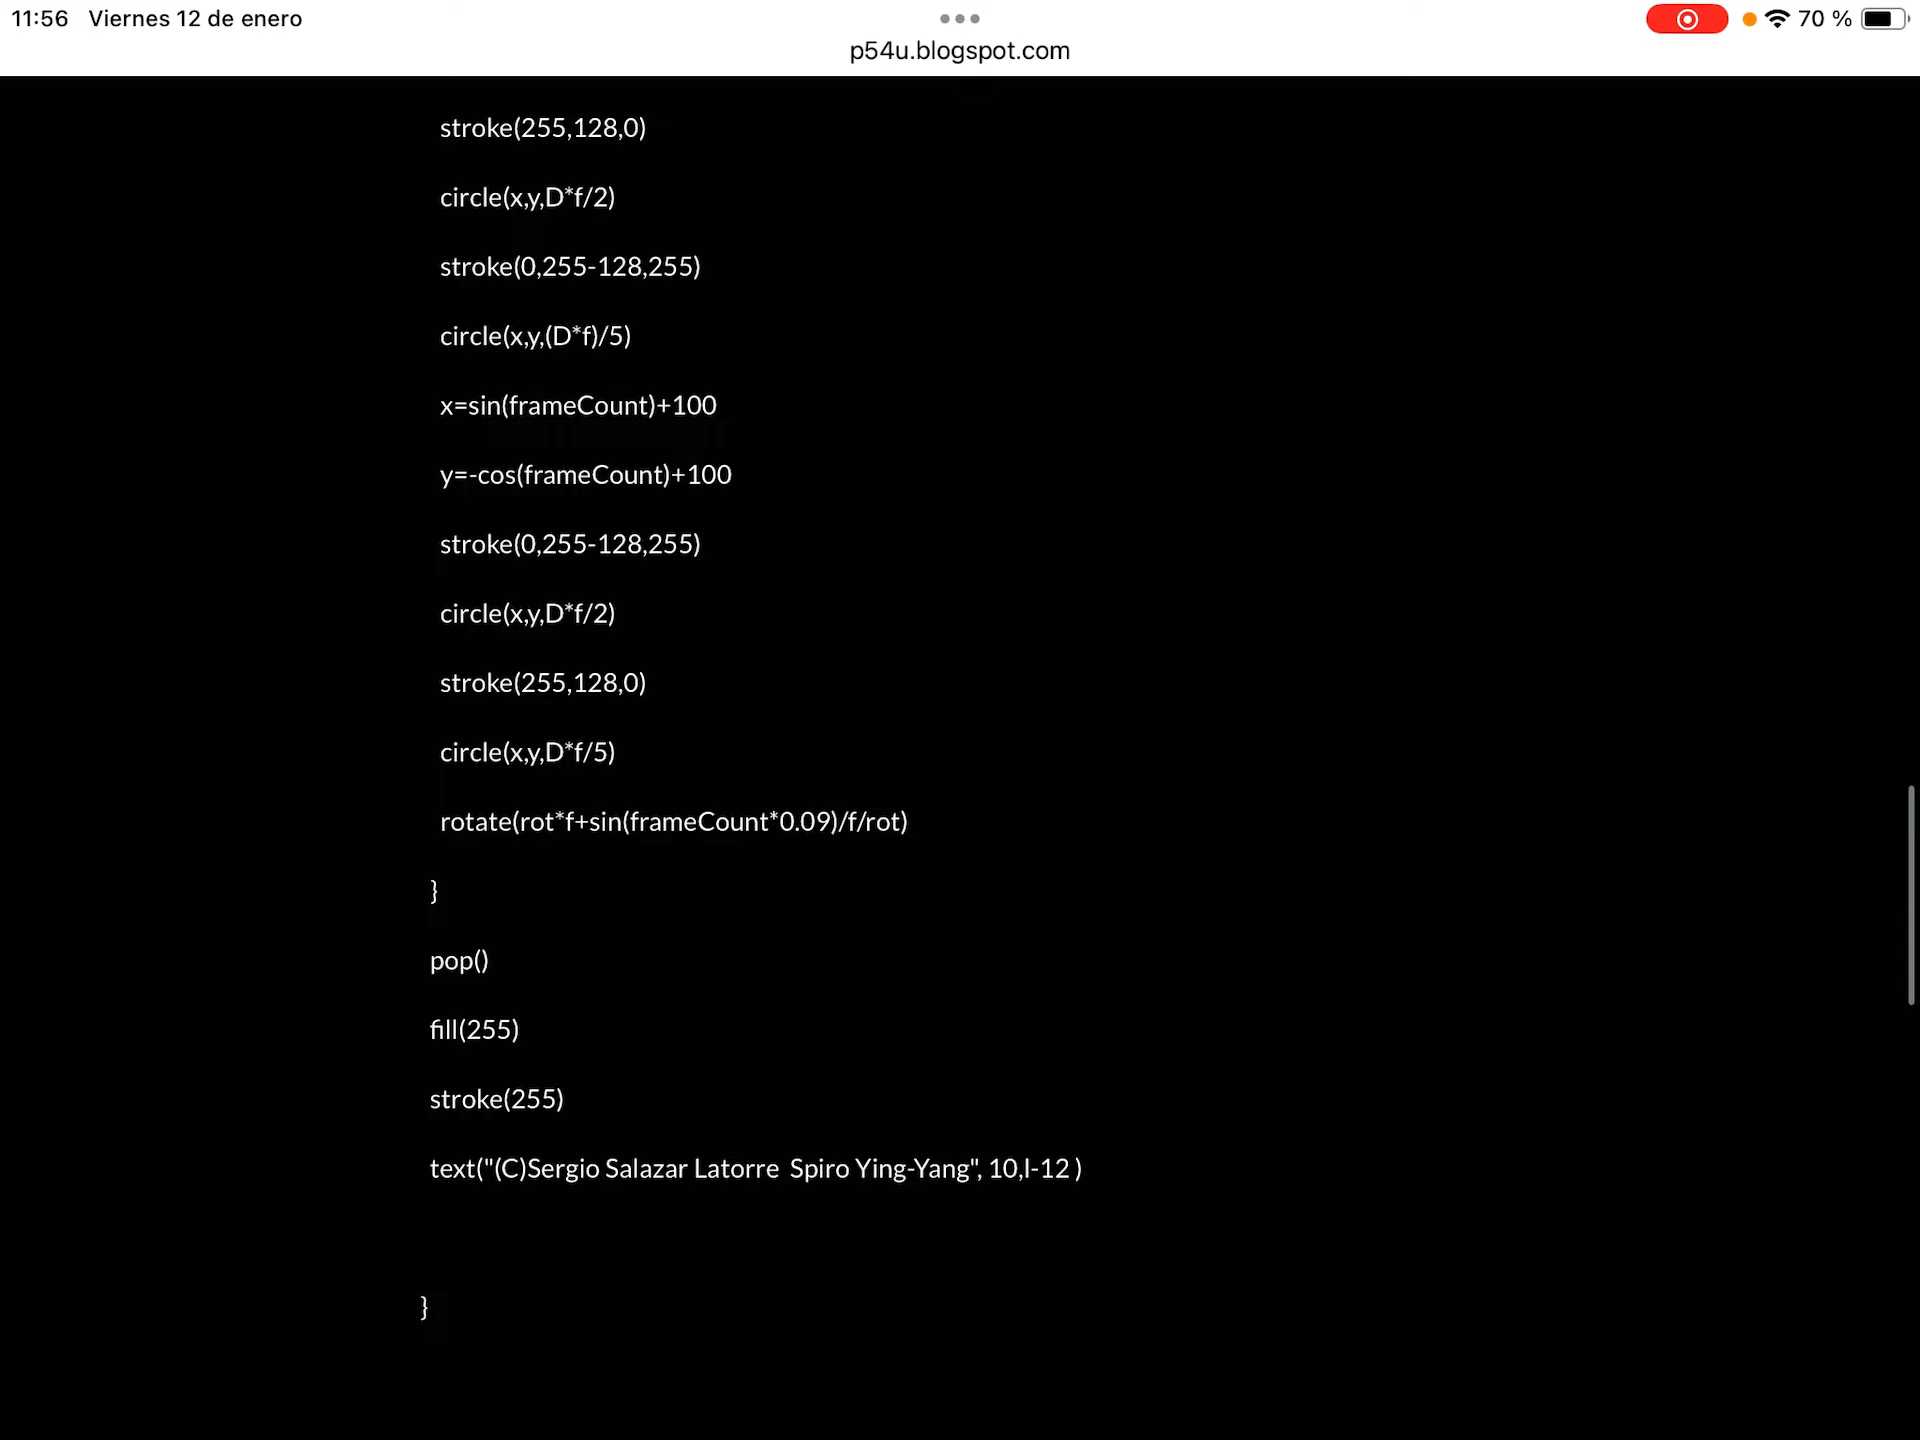 11:56 Viernes 12 de enero
70 %
p54u.blogspot.com
stroke(255,128,0)
circle(x,y,D*f/2)
stroke(0,255-128,255)
circle(x,y,(D*f)/5)
x=sin(frameCount)+100
y=-cos(frameCount)+100
stroke(0,255-128,255)
circle(x,y,D*f/2)
stroke(255,128,0)
circle(x,y,D*f/5)
rotate(rot*f+sin(frameCount*0.09)/f/rot)
}
pop()
fill(255)
stroke(255)
text("(C)Sergio Salazar Latorre  Spiro Ying-Yang", 10,l-12 )
}